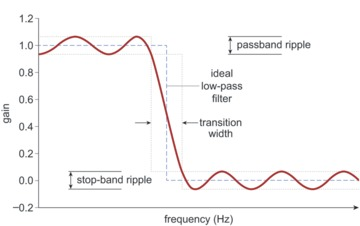 1.2
1.0
0.8
0.6
0.4
0.2
0.0
−0.2
gain
passband ripple
ideal
low-pass
filter
transition
width
stop-band ripple
frequency (Hz)